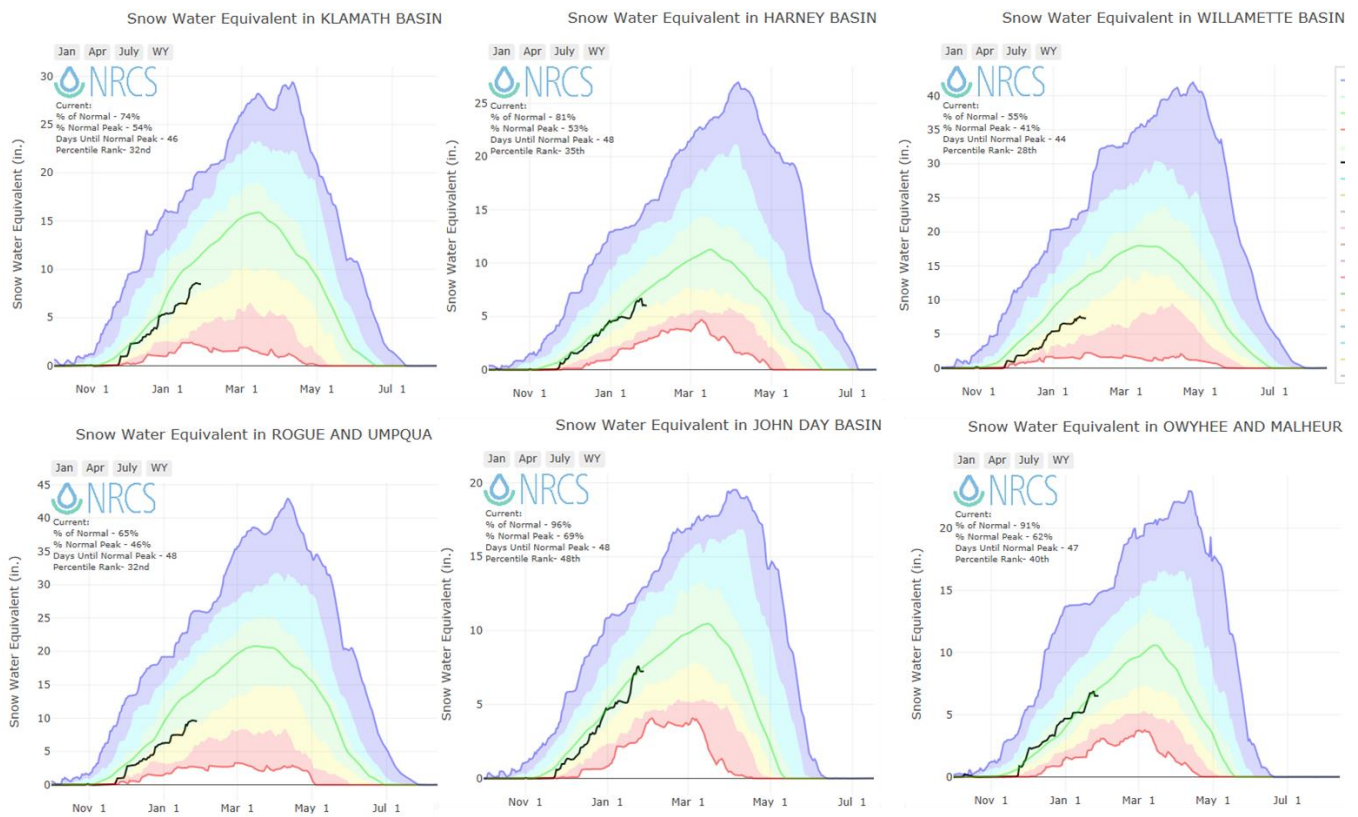 Snow Water Equivalent in KLAMATH BASIN
Jan Apr July WY
NRCS
Current:
% of Normal - 74%
% Normal Peak - 54%
Days Until Normal Peak - 46
Percentile Rank- 32nd
Snow Water Equivalent (in.)
30
25
20
15
10
5
0
Nov 1 Jan 1 Mar 1 May 1 Jul 1
Snow Water Equivalent in HARNEY BASIN
Jan Apr July WY
NRCS
Current:
% of Normal - 81%
% Normal Peak - 53%
Days Until Normal Peak - 48
Percentile Rank- 35th
Snow Water Equivalent (in.)
25
20
15
10
5
0
Nov 1 Jan 1 Mar 1 May 1 Jul 1
Snow Water Equivalent in WILLAMETTE BASIN
Jan Apr July WY
NRCS
Current:
% of Normal - 55%
% Normal Peak - 41%
Days Until Normal Peak - 44
Percentile Rank- 28th
Snow Water Equivalent (in.)
40
35
30
25
20
15
10
5
0
Nov 1 Jan 1 Mar 1 May 1 Jul 1
Snow Water Equivalent in ROGUE AND UMPQUA
Jan Apr July WY
NRCS
Current:
% of Normal - 65%
% Normal Peak - 46%
Days Until Normal Peak - 48
Percentile Rank- 32nd
Snow Water Equivalent (in.)
45
40
35
30
25
20
15
10
5
0
Nov 1 Jan 1 Mar 1 May 1 Jul 1
Snow Water Equivalent in JOHN DAY BASIN
Jan Apr July WY
NRCS
Current:
% of Normal - 96%
% Normal Peak - 69%
Days Until Normal Peak - 48
Percentile Rank- 48th
Snow Water Equivalent (in.)
20
15
10
5
0
Nov 1 Jan 1 Mar 1 May 1 Jul 1
Snow Water Equivalent in OWYHEE AND MALHEUR
Jan Apr July WY
NRCS
Current:
% of Normal - 91%
% Normal Peak - 62%
Days Until Normal Peak - 47
Percentile Rank- 40th
Snow Water Equivalent (in.)
20
15
10
5
0
Nov 1 Jan 1 Mar 1 May 1 Jul 1